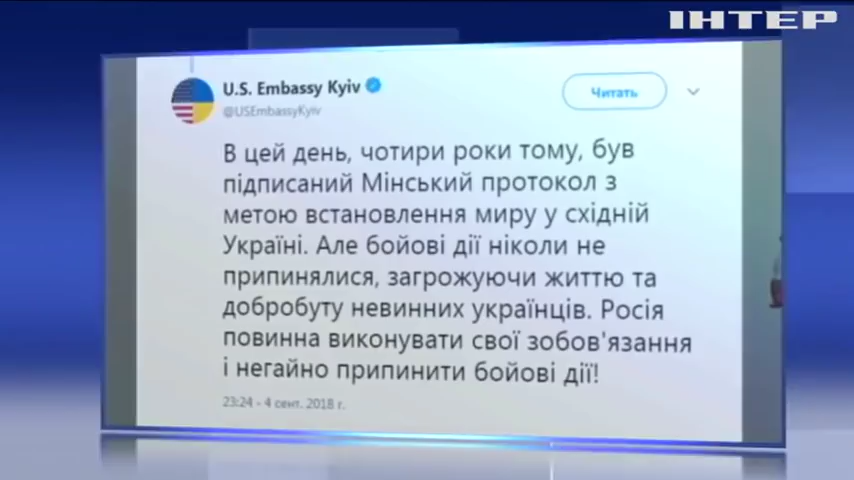 ІНТЕР
U.S. Embassy Kyiv
@USEmbassyKyiv
Читать
В цей день, чотири роки тому, був
підписаний Мінський протокол з
метою встановлення миру у східній
Україні. Але бойові дії ніколи не
припинялися, загрожуючи життю та
добробуту невинних українців. Росія
повинна виконувати свої зобов'язання
і негайно припинити бойові дії!
23:24 - 4 сент. 2018 г.